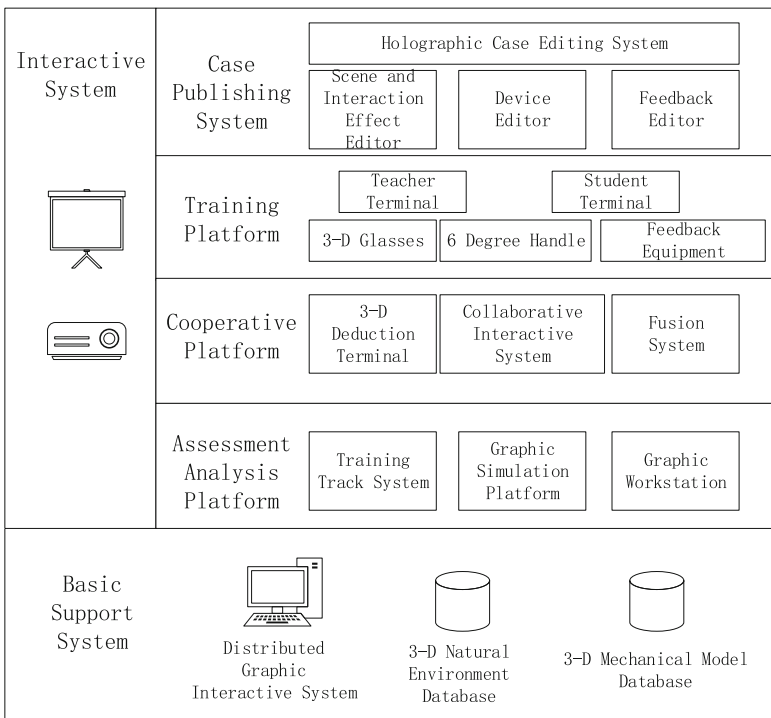 Interactive
System
Case
Publishing
System
Holographic Case Editing System
Scene and
Interaction
Effect
Editor
Device
Editor
Feedback
Editor
Training
Platform
Teacher
Terminal
Student
Terminal
3-D Glasses
6 Degree Handle
Feedback
Equipment
Cooperative
Platform
3-D
Deduction
Terminal
Collaborative
Interactive
System
Fusion
System
Assessment
Analysis
Platform
Training
Track System
Graphic
Simulation
Platform
Graphic
Workstation
Basic
Support
System
Distributed
Graphic
Interactive System
3-D Natural
Environment
Database
3-D Mechanical Model
Database